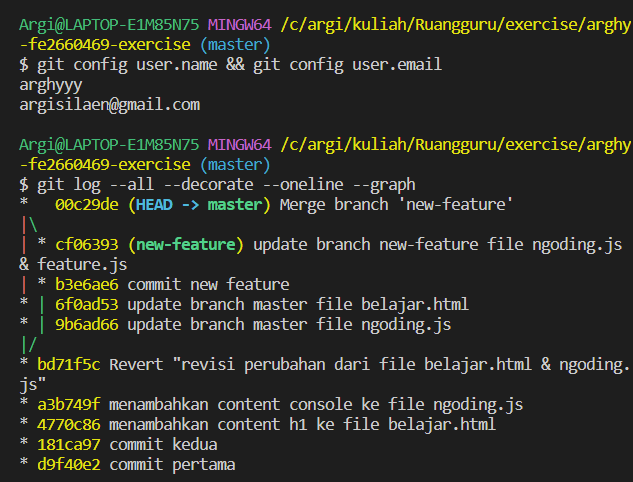 Argi@LAPTOP-E1M85N75 MINGW64 /c/argi/kuliah/Ruangguru/exercise/arghy
-fe2660469-exercise (master)
$ git config user.name && git config user.email
arghyyy
argisilaen@gmail.com
Argi@LAPTOP-E1M85N75 MINGW64 /c/argi/kuliah/Ruangguru/exercise/arghy
-fe2660469-exercise (master)
$ git log --all --decorate --oneline --graph
*   00c29de (HEAD -> master) Merge branch 'new-feature'
|\
| * cf06393 (new-feature) update branch new-feature file ngoding.js
& feature.js
| * b3e6ae6 commit new feature
* | 6f0ad53 update branch master file belajar.html
* | 9b6ad66 update branch master file ngoding.js
|/
* bd71f5c Revert "revisi perubahan dari file belajar.html & ngoding.
js"
* a3b749f menambahkan content console ke file ngoding.js
* 4770c86 menambahkan content h1 ke file belajar.html
* 181ca97 commit kedua
* d9f40e2 commit pertama